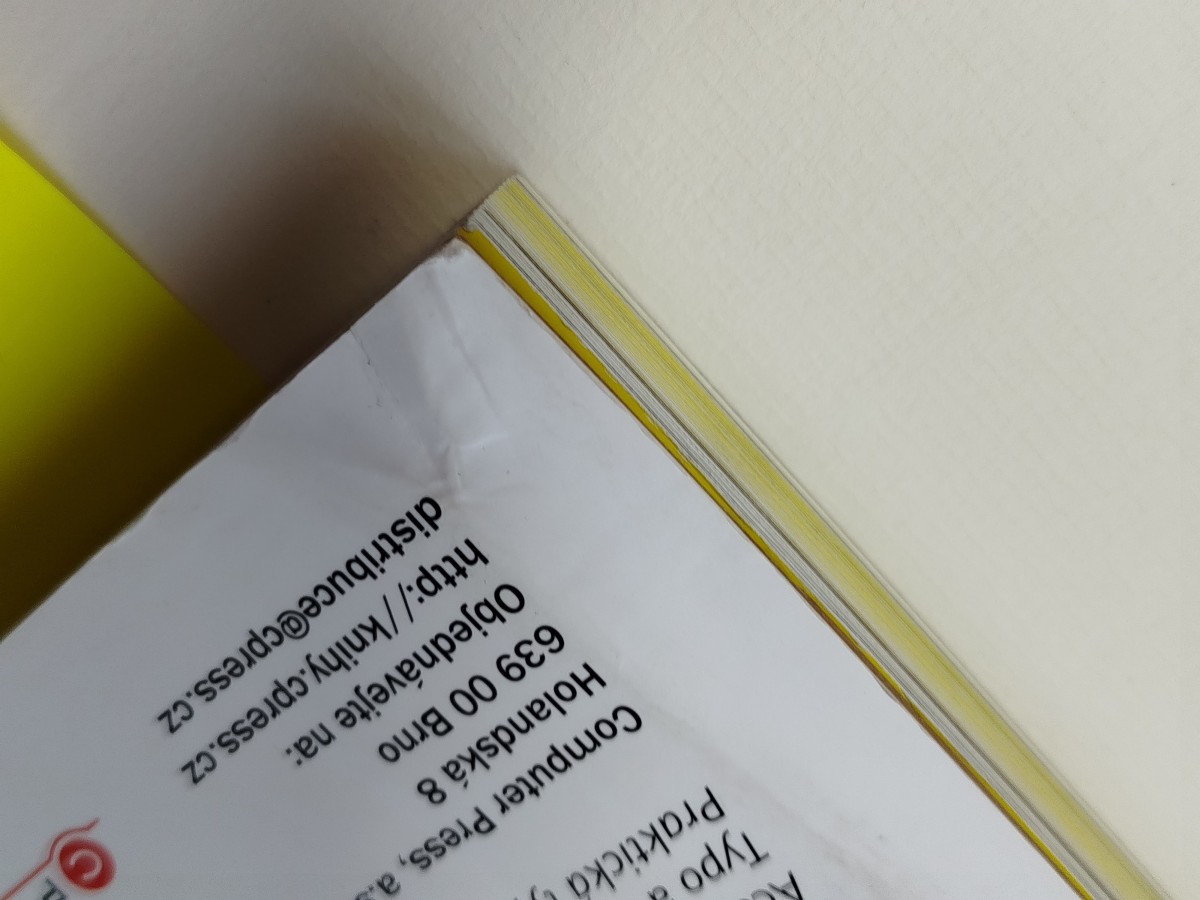 Typo a
Praktická
Computer Press, a.s
Holandská 8
639 00 Brno
Objednávejte na:
http://knihy.cpress.cz
distribuce@cpress.cz